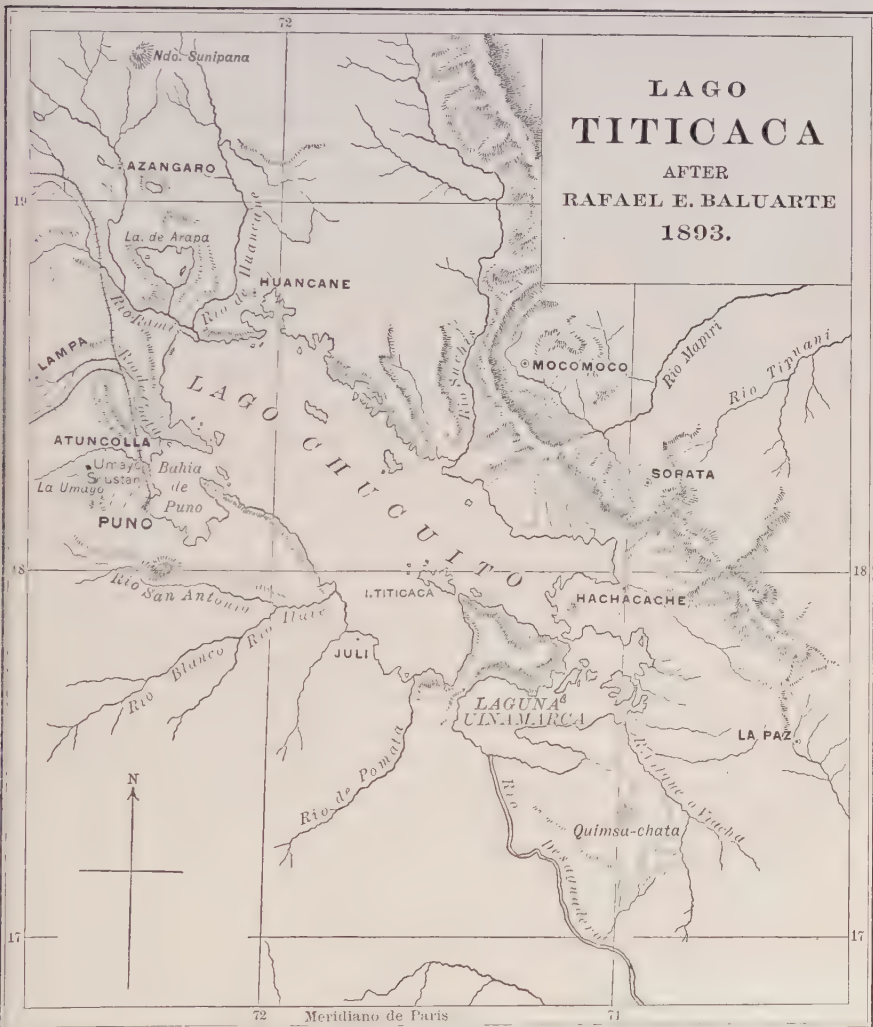 72
Ndo. Sunipana
LAGO
TITICACA
AFTER
RAFAEL E. BALUARTE
1893.
AZANGARO
19
La. de Arapa
Rio de Huancane
HUANCANE
Rio Rami
LAMPA
Rio Suchis
MOCOMOCO
Rio Mapiri
Rio Tipuani
LAGO CHUCUITO
ATUNCOLLA
Umayo
La Umayo
Bahia
de
Puno
PUNO
SORATA
18
18
Rio San Antonio
I. TITICACA
HACHACACHE
Rio Ilave
Rio Blanco
JULI
LAGUNA
UINAMARCA
LA PAZ
Rio de Pomata
N
Rio Desaguadero
Quimsa-chata
17
17
72
Meridiano de Paris
71